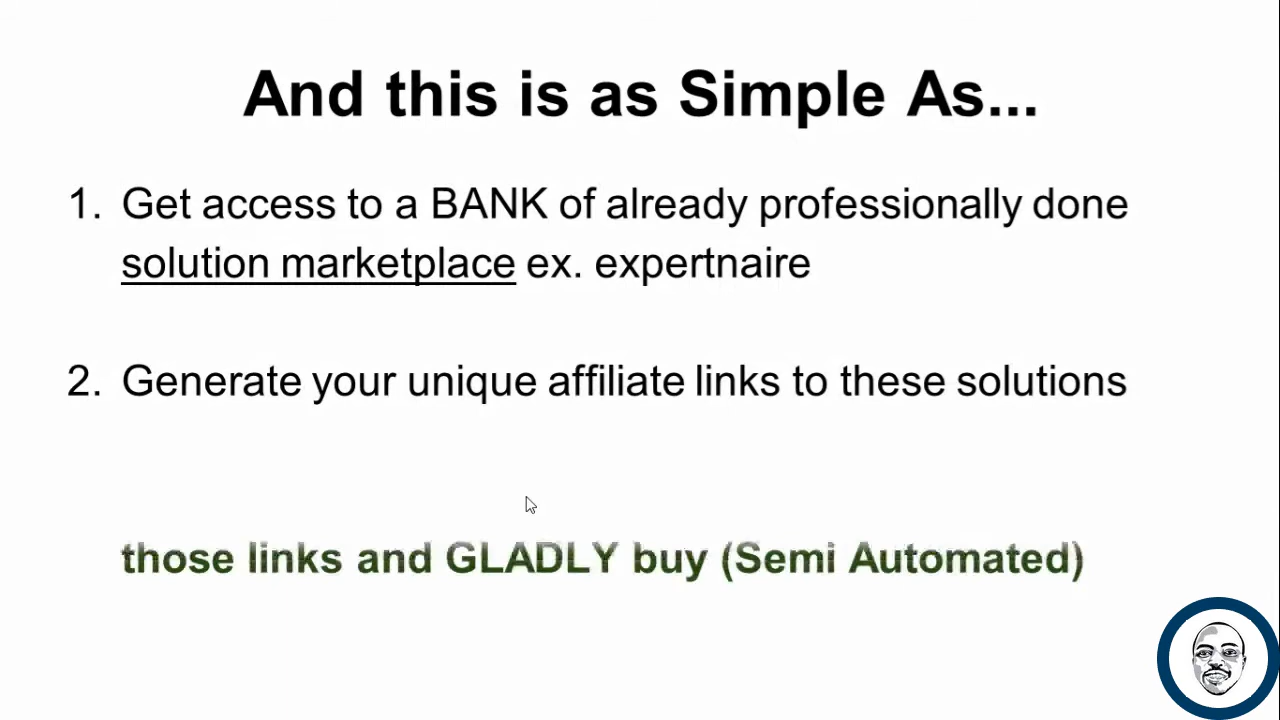 And this is as Simple As...
1. Get access to a BANK of already professionally done
solution marketplace ex. expertnaire
2. Generate your unique affiliate links to these solutions
those links and GLADLY buy (Semi Automated)